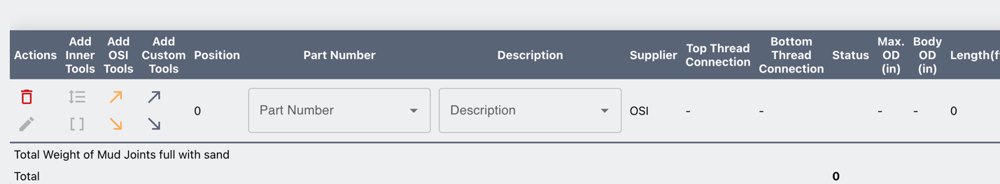 Actions Add Inner Tools Add OSI Tools Add Custom Tools Position Part Number Description Supplier Top Thread Connection Bottom Thread Connection Status Max. OD (in) Body OD (in) Length(f
0 Part Number Description OSI - - - - 0
Total Weight of Mud Joints full with sand
Total 0